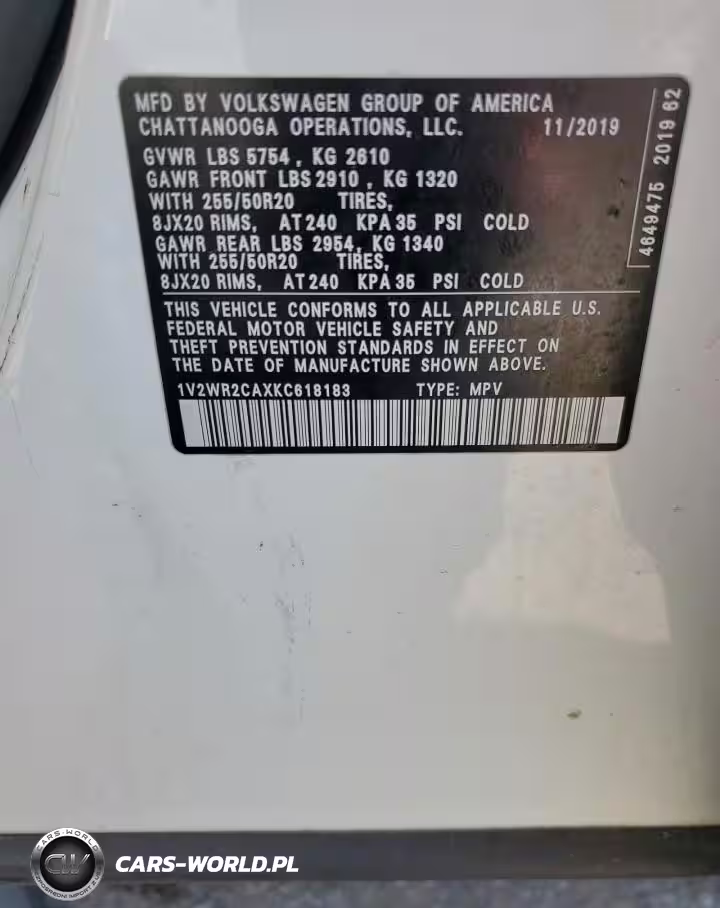 MFD BY VOLKSWAGEN GROUP OF AMERICA
CHATTANOOGA OPERATIONS, LLC. 11/2019
GVWR LBS 5754 , KG 2610
GAWR FRONT LBS 2910 , KG 1320
WITH 255/50R20 TIRES,
8JX20 RIMS, AT 240 KPA 35 PSI COLD
GAWR REAR LBS 2954 , KG 1340
WITH 255/50R20 TIRES,
8JX20 RIMS, AT 240 KPA 35 PSI COLD
THIS VEHICLE CONFORMS TO ALL APPLICABLE U.S.
FEDERAL MOTOR VEHICLE SAFETY AND
THEFT PREVENTION STANDARDS IN EFFECT ON
THE DATE OF MANUFACTURE SHOWN ABOVE.
1V2WR2CAXKC618183 TYPE: MPV
4649475 2019 62
CARS-WORLD
CW
CARS-WORLD.PL